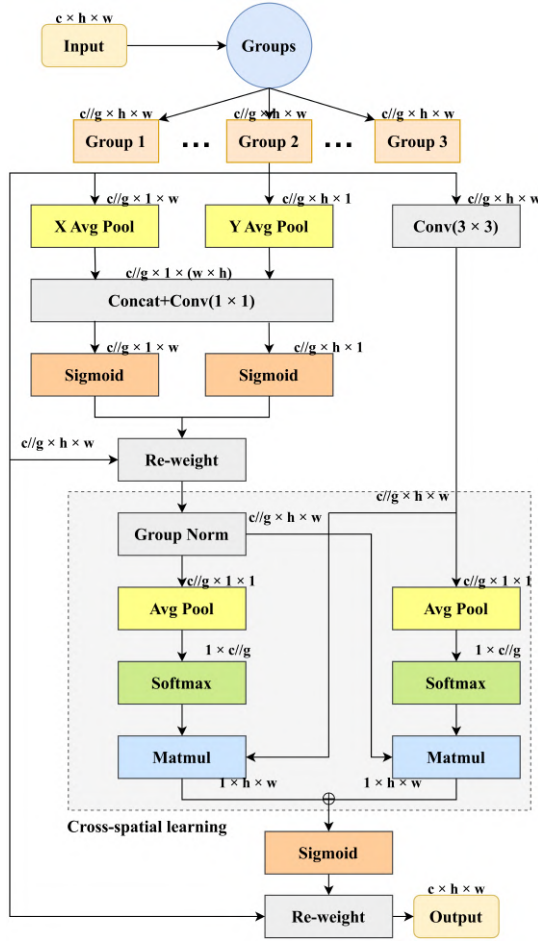 c × h × w
Input
Groups
c//g × h × w
c//g × h × w
c//g × h × w
Group 1
...
Group 2
...
Group 3
c//g × 1 × w
c//g × h × 1
c//g × h × w
X Avg Pool
Y Avg Pool
Conv(3 × 3)
c//g × 1 × (w × h)
Concat+Conv(1 × 1)
c//g × 1 × w
c//g × h × 1
Sigmoid
Sigmoid
c//g × h × w
Re-weight
c//g × h × w
Group Norm
c//g × h × w
c//g × 1 × 1
c//g × 1 × 1
Avg Pool
Avg Pool
1 × c//g
1 × c//g
Softmax
Softmax
Matmul
Matmul
1 × h × w
1 × h × w
Cross-spatial learning
Sigmoid
c × h × w
Re-weight
Output